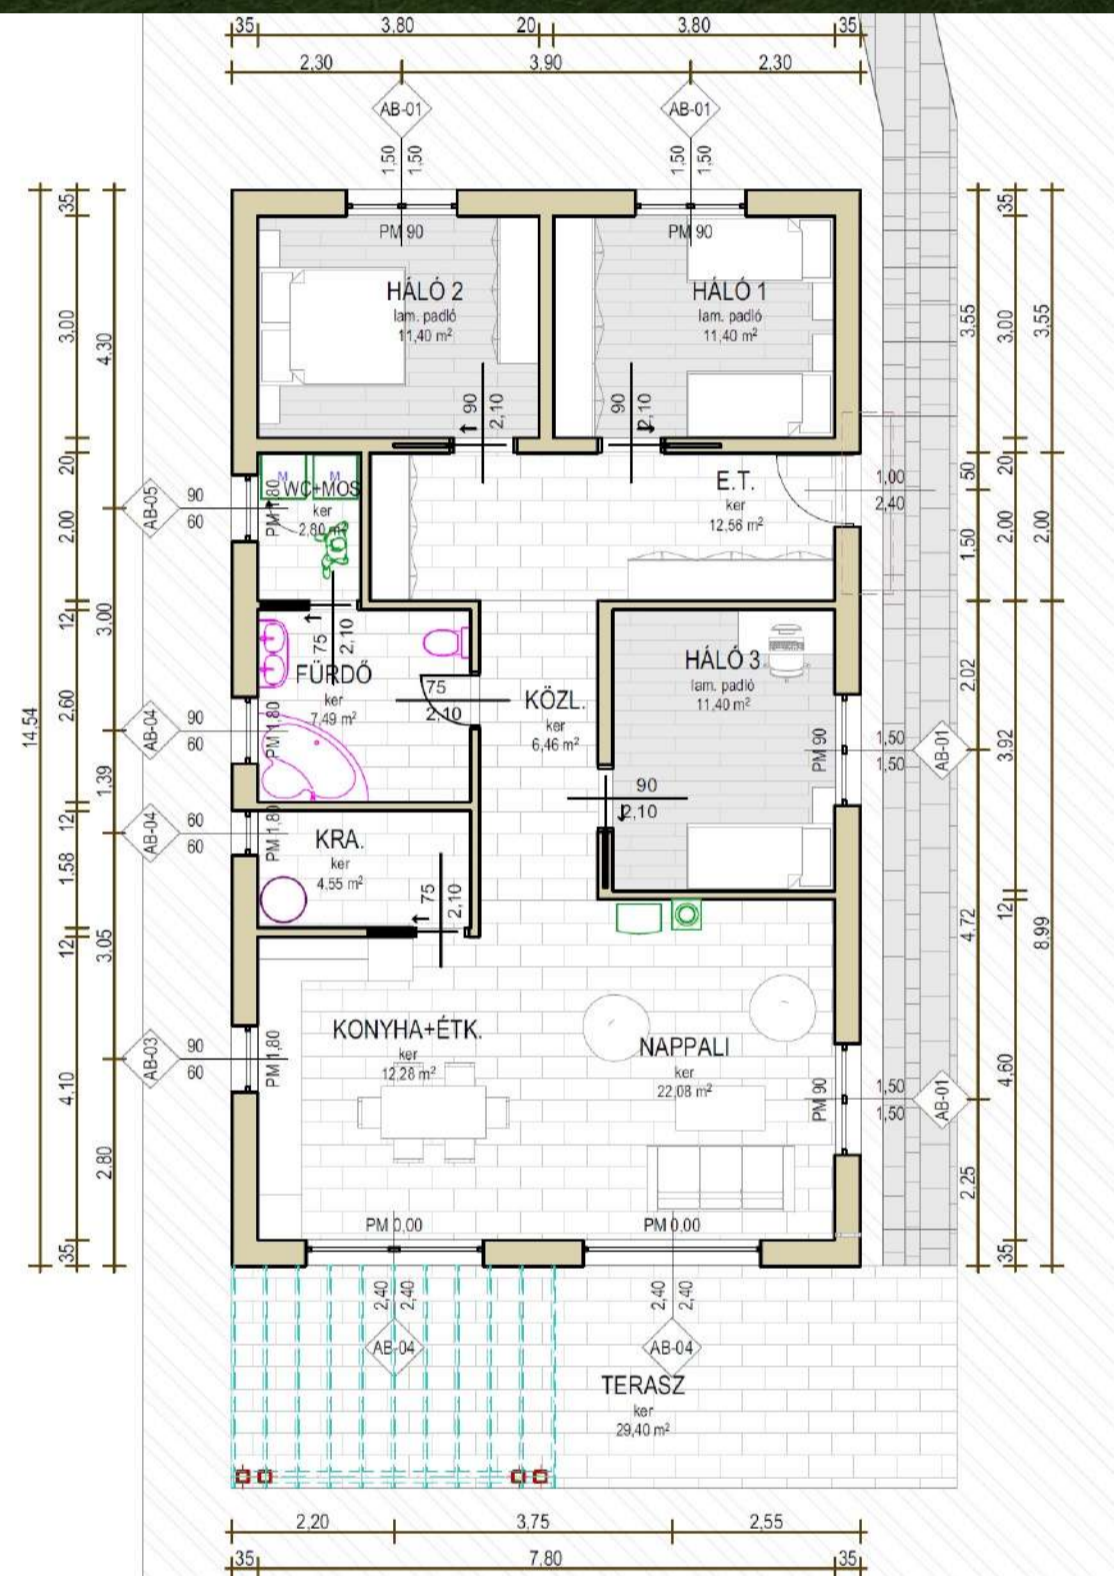 35 3,80 20 3,80 35
2,30 3,90 2,30
AB-01 AB-01
1,50 1,50 1,50 1,50
PM 90 PM 90
HÁLÓ 2
lam. padló
11,40 m²
HÁLÓ 1
lam. padló
11,40 m²
90 2,10
90 2,10
35 3,00 20 2,00 12 2,60 12 1,58 12 4,10 35
14,54
4,30 3,00 1,39 3,05 2,80
35 3,00 20 2,00 12 4,60 35
3,55 50 1,50 2,02 3,92 4,72 2,25
3,55 2,00 8,99
M M
WC+MOS
ker
2,80 m²
PM 1,80
AB-05 90 60
E.T.
ker
12,56 m²
1,00
2,40
75 2,10
FÜRDŐ
ker
7,49 m²
PM 1,80
AB-04 90 60
75
2,10
KÖZL.
ker
6,46 m²
HÁLÓ 3
lam. padló
11,40 m²
PM 90
1,50
1,50
AB-01
90
2,10
AB-04 60 60
PM 1,80
KRA.
ker
4,55 m²
75 2,10
AB-03 90 60
PM 1,80
KONYHA+ÉTK.
ker
12,28 m²
NAPPALI
ker
22,08 m²
PM 90
1,50
1,50
AB-01
PM 0,00 PM 0,00
2,40 2,40 2,40 2,40
AB-04 AB-04
TERASZ
ker
29,40 m²
2,20 3,75 2,55
35 7,80 35